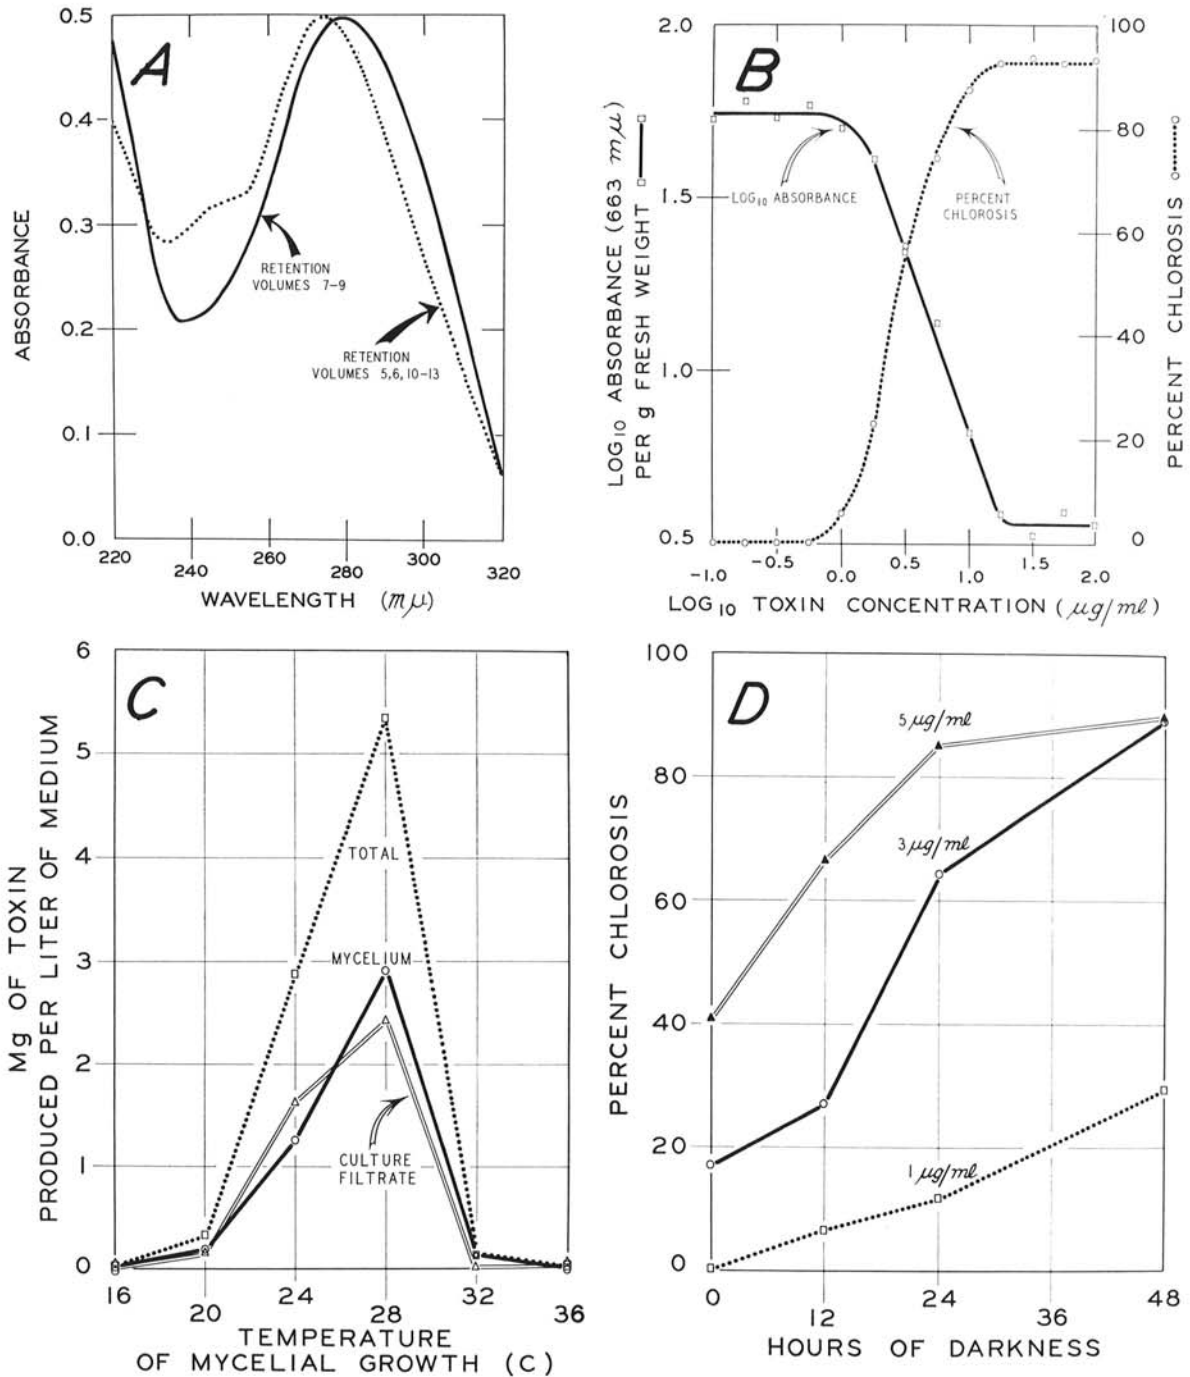 A
ABSORBANCE
0.5
0.4
0.3
0.2
0.1
0.0
RETENTION
VOLUMES 7-9
RETENTION
VOLUMES 5,6,10-13
220
240
260
280
300
320
WAVELENGTH (mμ)
B
LOG10 ABSORBANCE (663 mμ)
PER g FRESH WEIGHT
2.0
1.5
1.0
0.5
LOG10 ABSORBANCE
PERCENT
CHLOROSIS
100
80
60
40
20
0
PERCENT CHLOROSIS
-1.0
-0.5
0.0
0.5
1.0
1.5
2.0
LOG10 TOXIN CONCENTRATION (μg/ml)
C
Mg OF TOXIN
PRODUCED PER LITER OF MEDIUM
6
5
4
3
2
1
0
TOTAL
MYCELIUM
CULTURE
FILTRATE
16
20
24
28
32
36
TEMPERATURE
OF MYCELIAL GROWTH (C)
D
PERCENT CHLOROSIS
100
80
60
40
20
0
5 μg/ml
3 μg/ml
1 μg/ml
0
12
24
36
48
HOURS OF DARKNESS